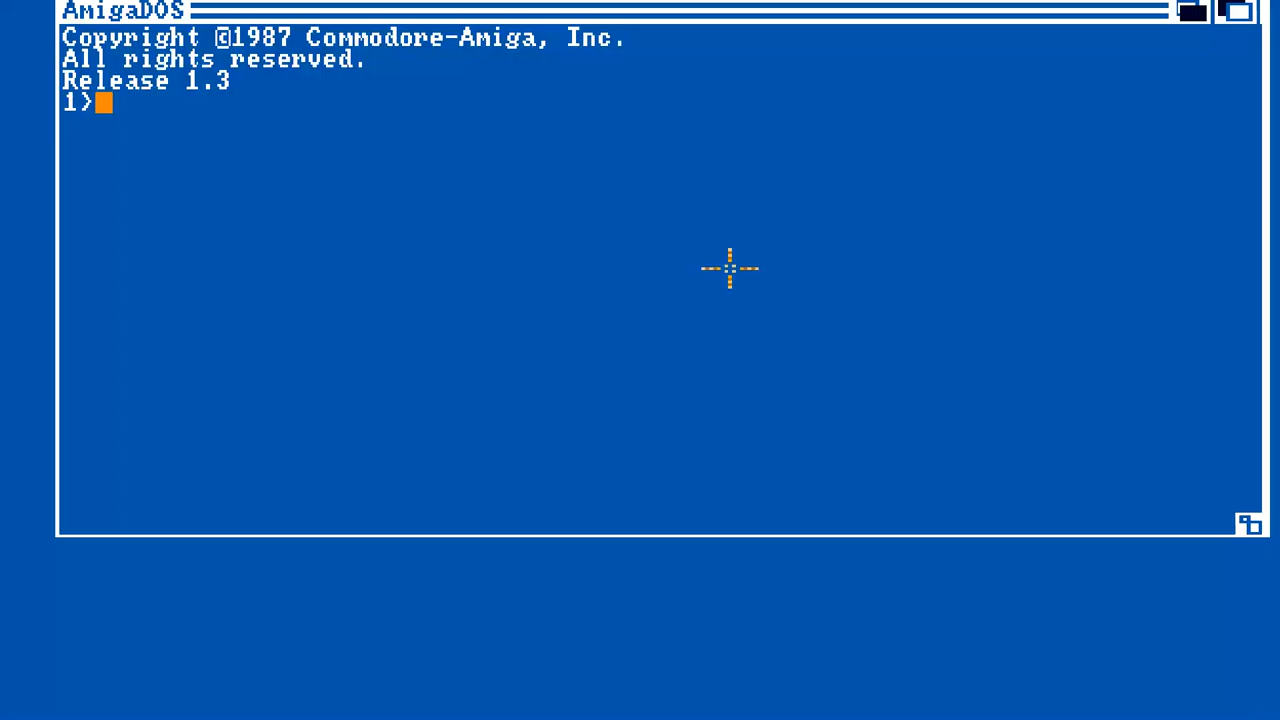 AmigaDOS
Copyright ©1987 Commodore-Amiga, Inc.
All rights reserved.
Release 1.3
1>